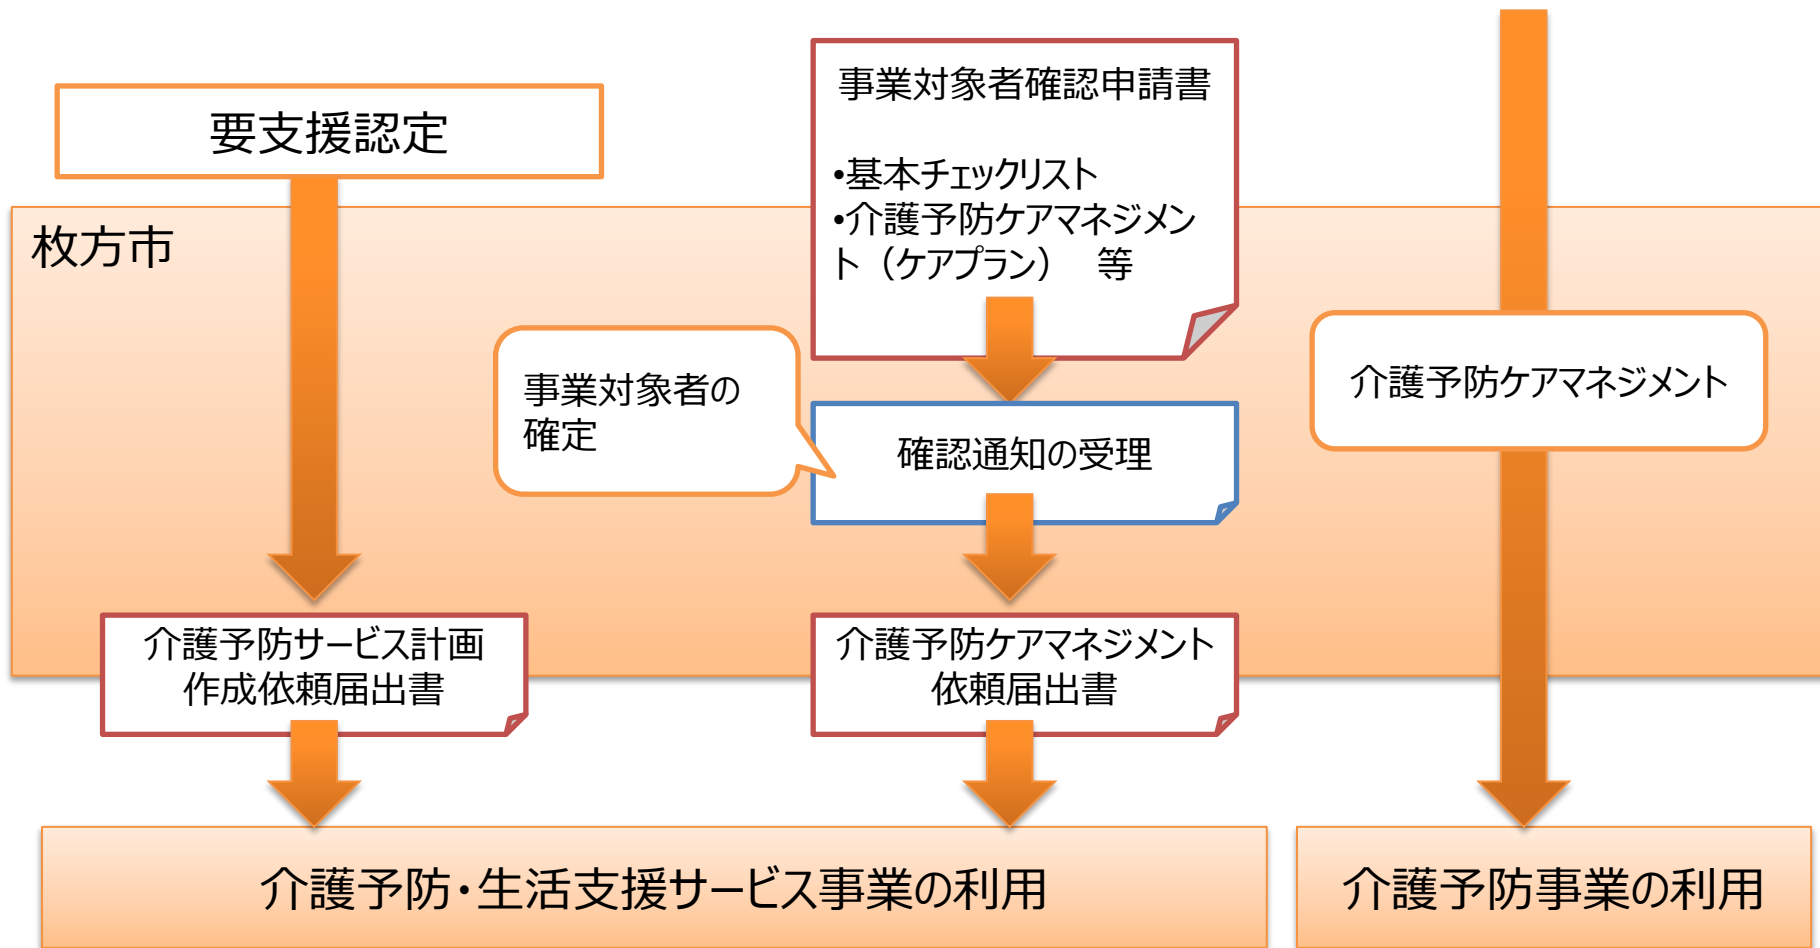 要支援認定
事業対象者確認申請書
•基本チェックリスト
•介護予防ケアマネジメン
ト（ケアプラン）　等
枚方市
事業対象者の
確定
確認通知の受理
介護予防ケアマネジメント
介護予防サービス計画
作成依頼届出書
介護予防ケアマネジメント
依頼届出書
介護予防・生活支援サービス事業の利用
介護予防事業の利用